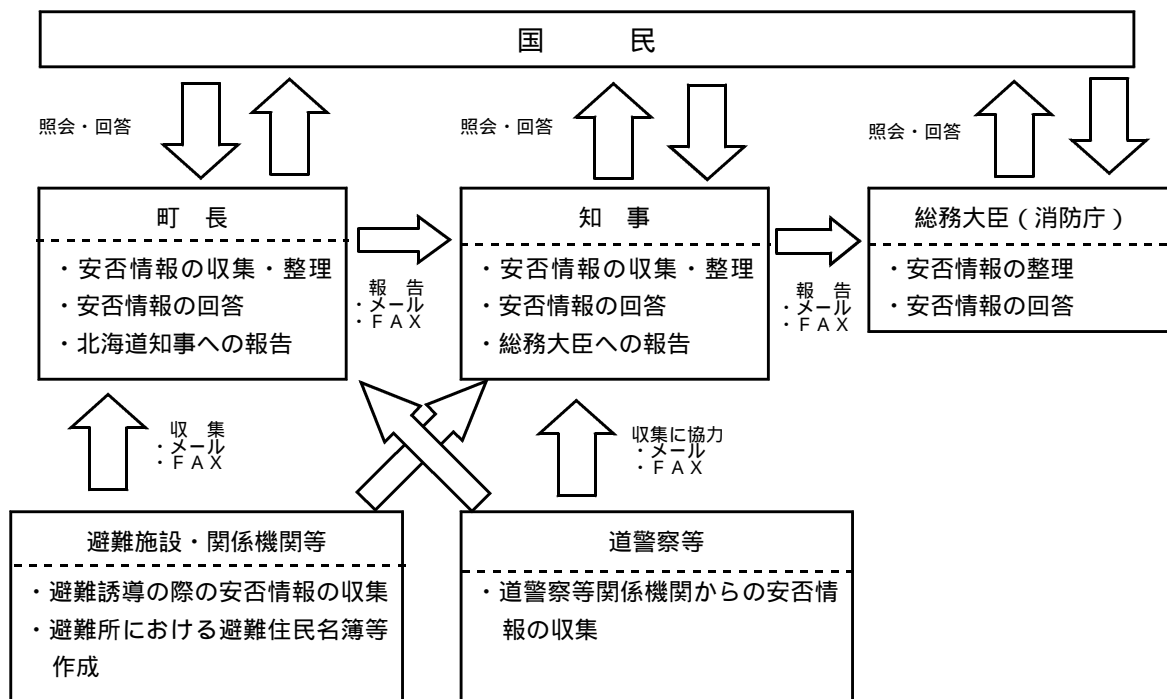 国 民
照会・回答
照会・回答
照会・回答
町 長
・安否情報の収集・整理
・安否情報の回答
・北海道知事への報告
報 告
・メール
・ＦＡＸ
知 事
・安否情報の収集・整理
・安否情報の回答
・総務大臣への報告
報 告
・メール
・ＦＡＸ
総務大臣（消防庁）
・安否情報の整理
・安否情報の回答
収 集
・メール
・ＦＡＸ
収集に協力
・メール
・ＦＡＸ
避難施設・関係機関等
・避難誘導の際の安否情報の収集
・避難所における避難住民名簿等
作成
道警察等
・道警察等関係機関からの安否情
報の収集